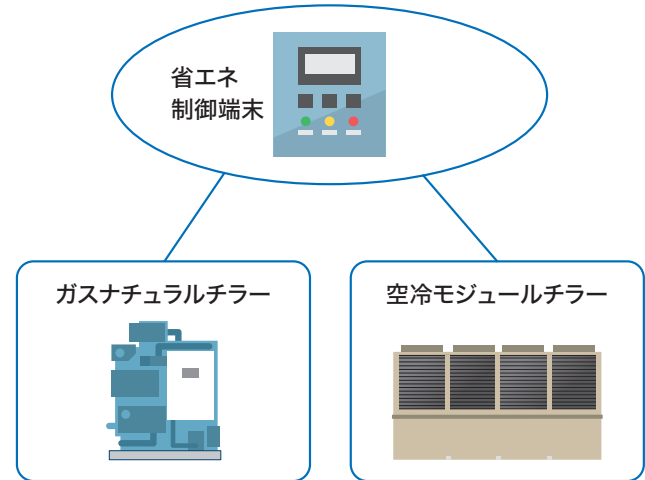 省エネ
制御端末
ガスナチュラルチラー
空冷モジュールチラー